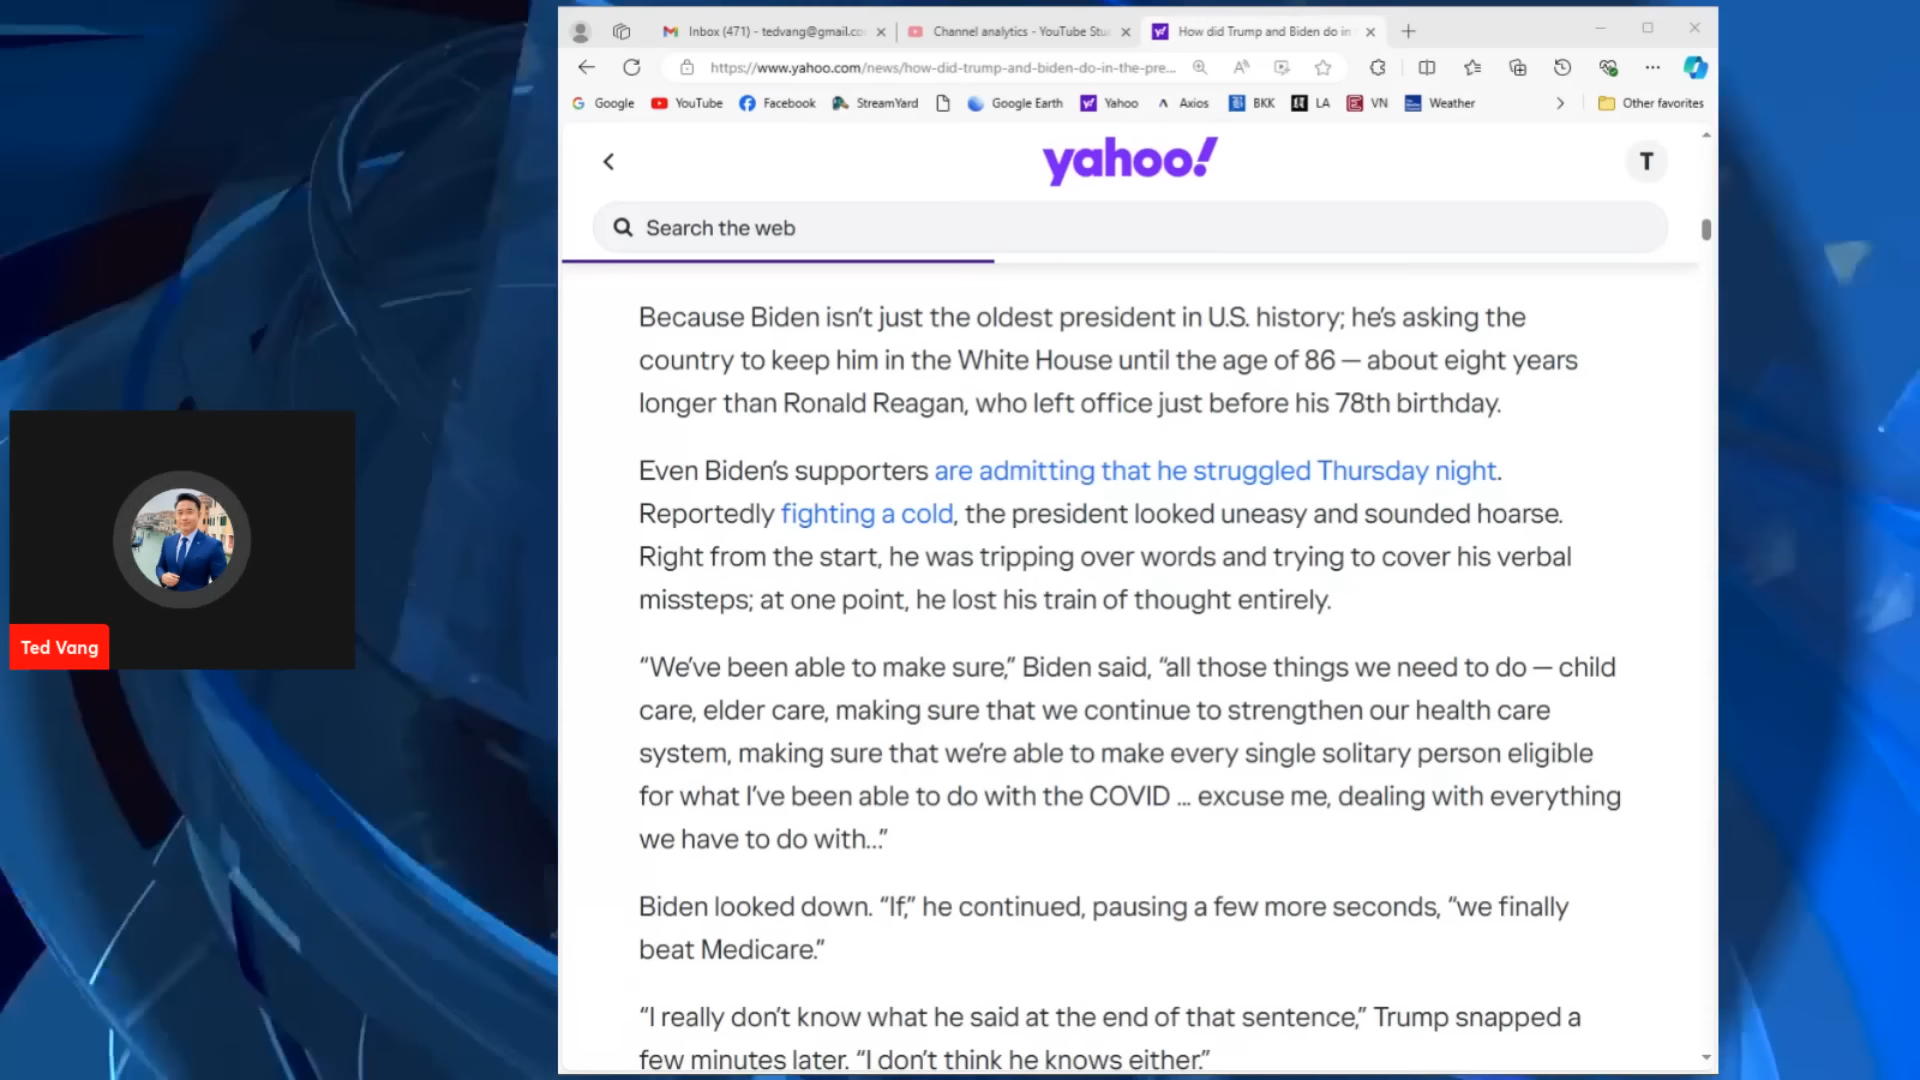 Inbox (471) - tedvang@gmail.co
Channel analytics - YouTube Stu
How did Trump and Biden do in
https://www.yahoo.com/news/how-did-trump-and-biden-do-in-the-pre...
Google YouTube Facebook StreamYard Google Earth Yahoo Axios BKK LA VN Weather Other favorites
yahoo!
T
Search the web
Because Biden isn’t just the oldest president in U.S. history; he’s asking the
country to keep him in the White House until the age of 86 — about eight years
longer than Ronald Reagan, who left office just before his 78th birthday.
Even Biden’s supporters are admitting that he struggled Thursday night.
Reportedly fighting a cold, the president looked uneasy and sounded hoarse.
Right from the start, he was tripping over words and trying to cover his verbal
missteps; at one point, he lost his train of thought entirely.
“We’ve been able to make sure,” Biden said, “all those things we need to do — child
care, elder care, making sure that we continue to strengthen our health care
system, making sure that we’re able to make every single solitary person eligible
for what I’ve been able to do with the COVID ... excuse me, dealing with everything
we have to do with...”
Biden looked down. “If,” he continued, pausing a few more seconds, “we finally
beat Medicare.”
“I really don’t know what he said at the end of that sentence,” Trump snapped a
few minutes later. “I don’t think he knows either.”
Ted Vang